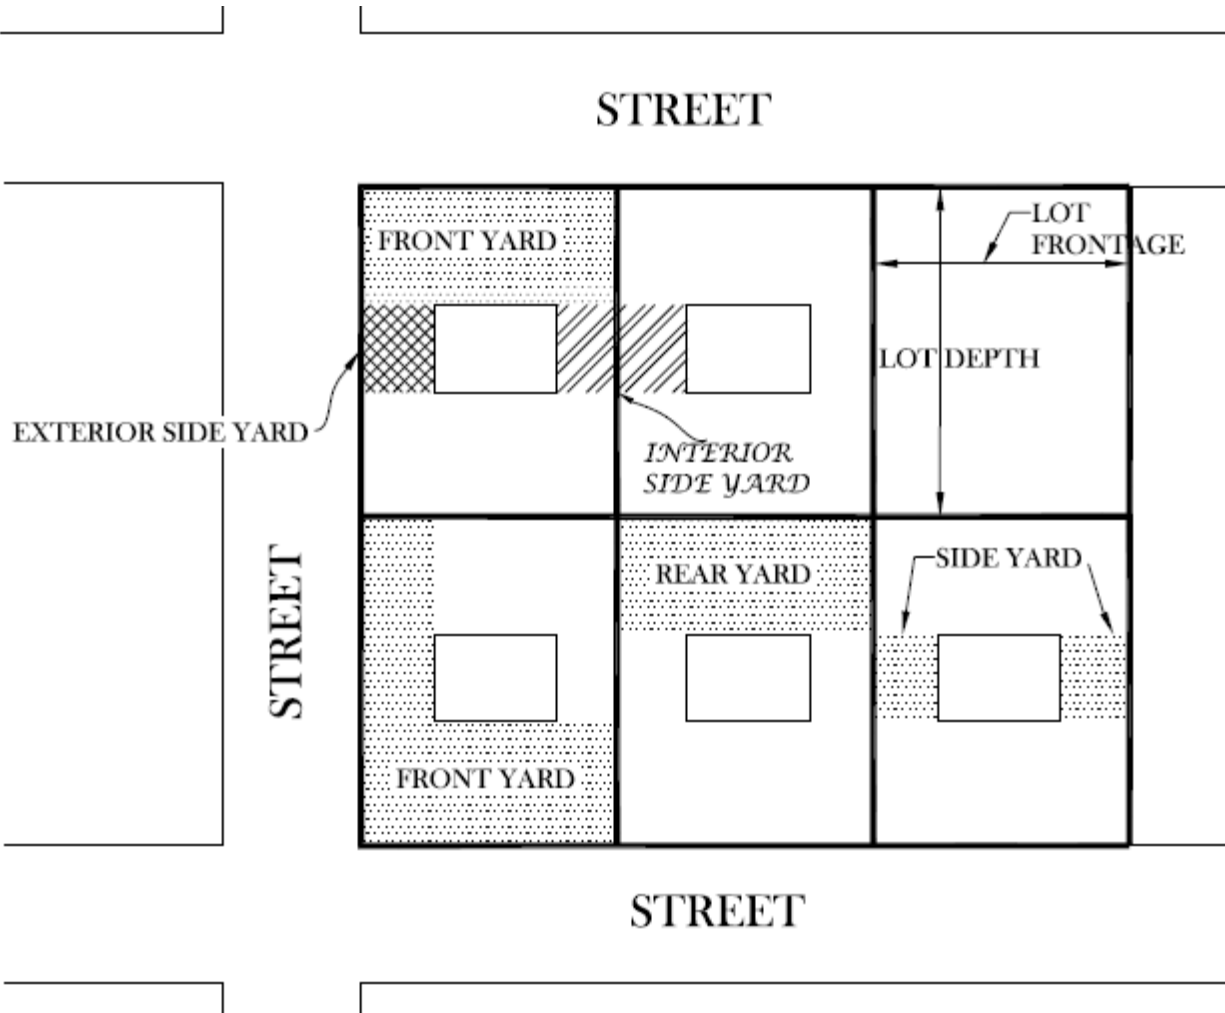 STREET
FRONT YARD
LOT
FRONTAGE
LOT DEPTH
EXTERIOR SIDE YARD
INTERIOR
SIDE YARD
STREET
REAR YARD
SIDE YARD
FRONT YARD
STREET